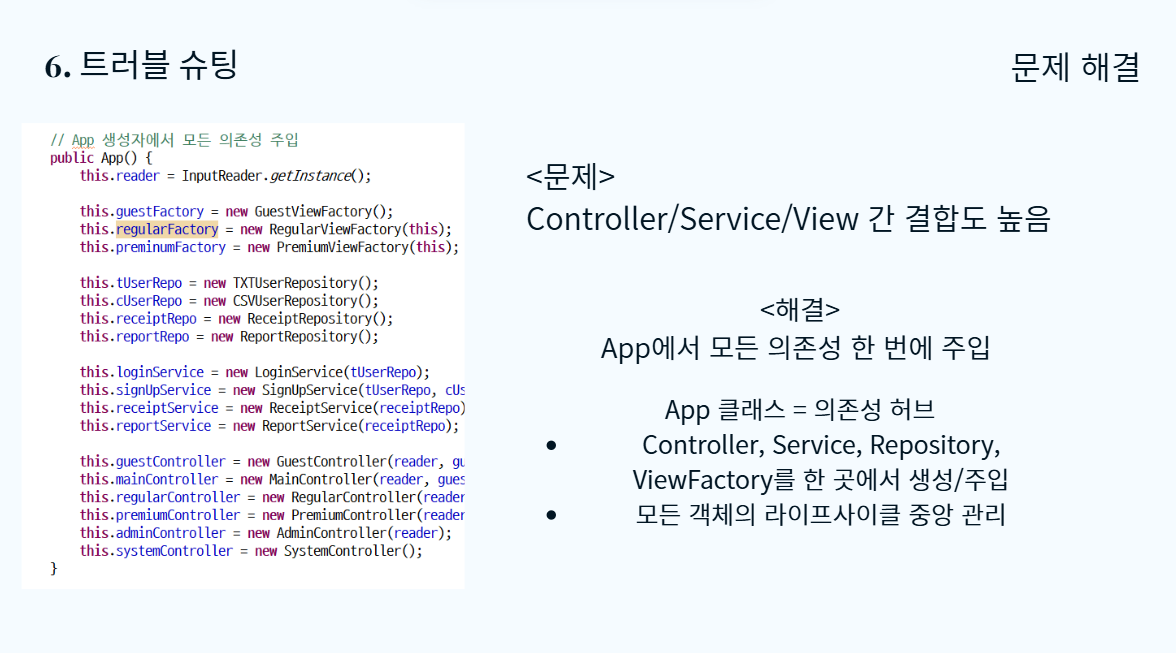 6. 트러블 슈팅
문제 해결
// App 생성자에서 모든 의존성 주입
public App() {
this.reader = InputReader.getInstance();
this.guestFactory = new GuestViewFactory();
this.regularFactory = new RegularViewFactory(this);
this.preminumFactory = new PremiumViewFactory(this);
this.tUserRepo = new TXTUserRepository();
this.cUserRepo = new CSVUserRepository();
this.receiptRepo = new ReceiptRepository();
this.reportRepo = new ReportRepository();
this.loginService = new LoginService(tUserRepo);
this.signUpService = new SignUpService(tUserRepo, cUs
this.receiptService = new ReceiptService(receiptRepo)
this.reportService = new ReportService(receiptRepo);
this.guestController = new GuestController(reader, gu
this.mainController = new MainController(reader, gues
this.regularController = new RegularController(reader
this.premiumController = new PremiumController(reader
this.adminController = new AdminController(reader);
this.systemController = new SystemController();
}
<문제>
Controller/Service/View 간 결합도 높음
<해결>
App에서 모든 의존성 한 번에 주입
App 클래스 = 의존성 허브
• Controller, Service, Repository,
ViewFactory를 한 곳에서 생성/주입
• 모든 객체의 라이프사이클 중앙 관리